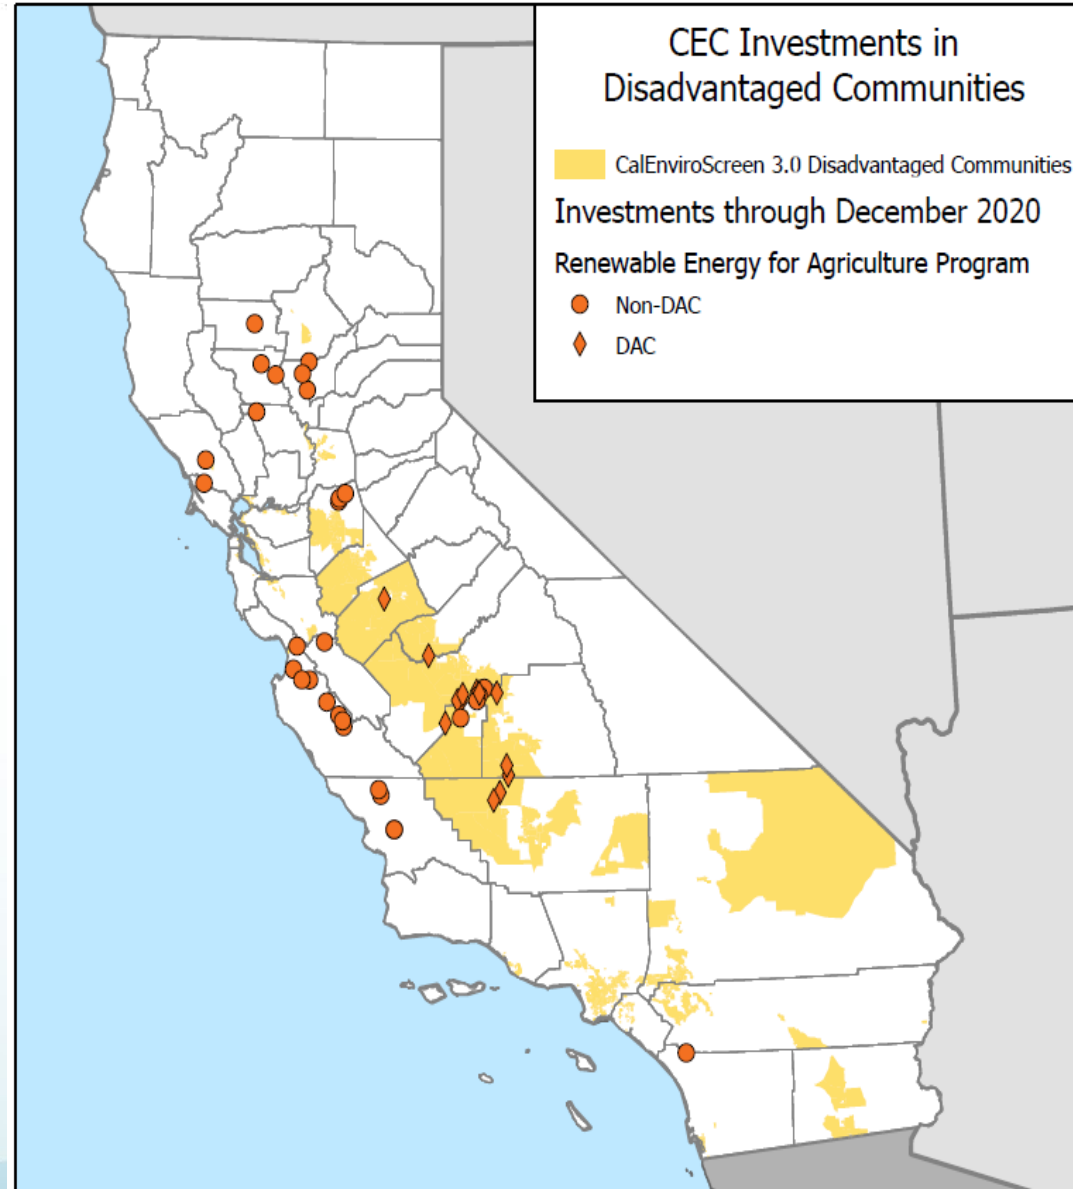 CEC Investments in
Disadvantaged Communities
CalEnviroScreen 3.0 Disadvantaged Communities
Investments through December 2020
Renewable Energy for Agriculture Program
Non-DAC
DAC